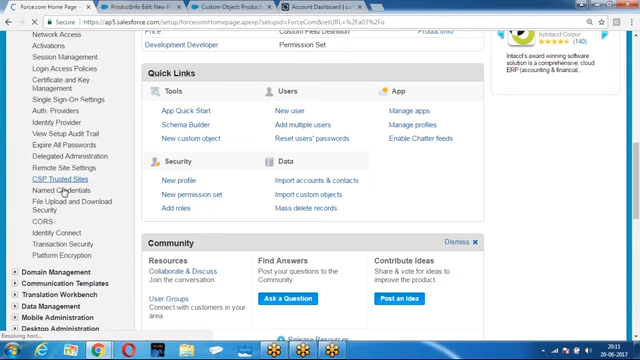 Force.com Home Page
ProductInfo Edit: New P
Custom Object: Product
Account Dashboard | c
https://ap5.salesforce.com/setup/forcecomHomepage.apexp?setupid=ForceCom&retURL=%2Fa03%2Fo
Network Access
Activations
Session Management
Login Access Policies
Certificate and Key
Management
Single Sign-On Settings
Auth. Providers
Identity Provider
View Setup Audit Trail
Expire All Passwords
Delegated Administration
Remote Site Settings
CSP Trusted Sites
Named Credentials
File Upload and Download
Security
CORS
Identity Connect
Transaction Security
Platform Encryption
Domain Management
Communication Templates
Translation Workbench
Data Management
Mobile Administration
Desktop Administration
Resolving host...
Price
Custom Field Definition
ProductInfo
Development Developer
Permission Set
Quick Links
Tools
Users
App
App Quick Start
New user
Manage apps
Schema Builder
Add multiple users
Manage profiles
New custom object
Reset users' passwords
Enable Chatter feeds
Security
Data
New profile
Import accounts & contacts
New permission set
Import custom objects
Add roles
Mass delete records
Community
Dismiss
Resources
Find Answers
Contribute Ideas
Collaborate & Discuss
Join the conversation.
Post your questions to the
Community.
Share & vote for ideas to
improve the product.
User Groups
Connect with customers in your
area.
Ask a Question
Post an Idea
Release Resources
Intacct Corpor.
(140)
Intacct's award winning software
solution is a comprehensive, cloud
ERP (accounting & financial...
20:11
20-06-2017